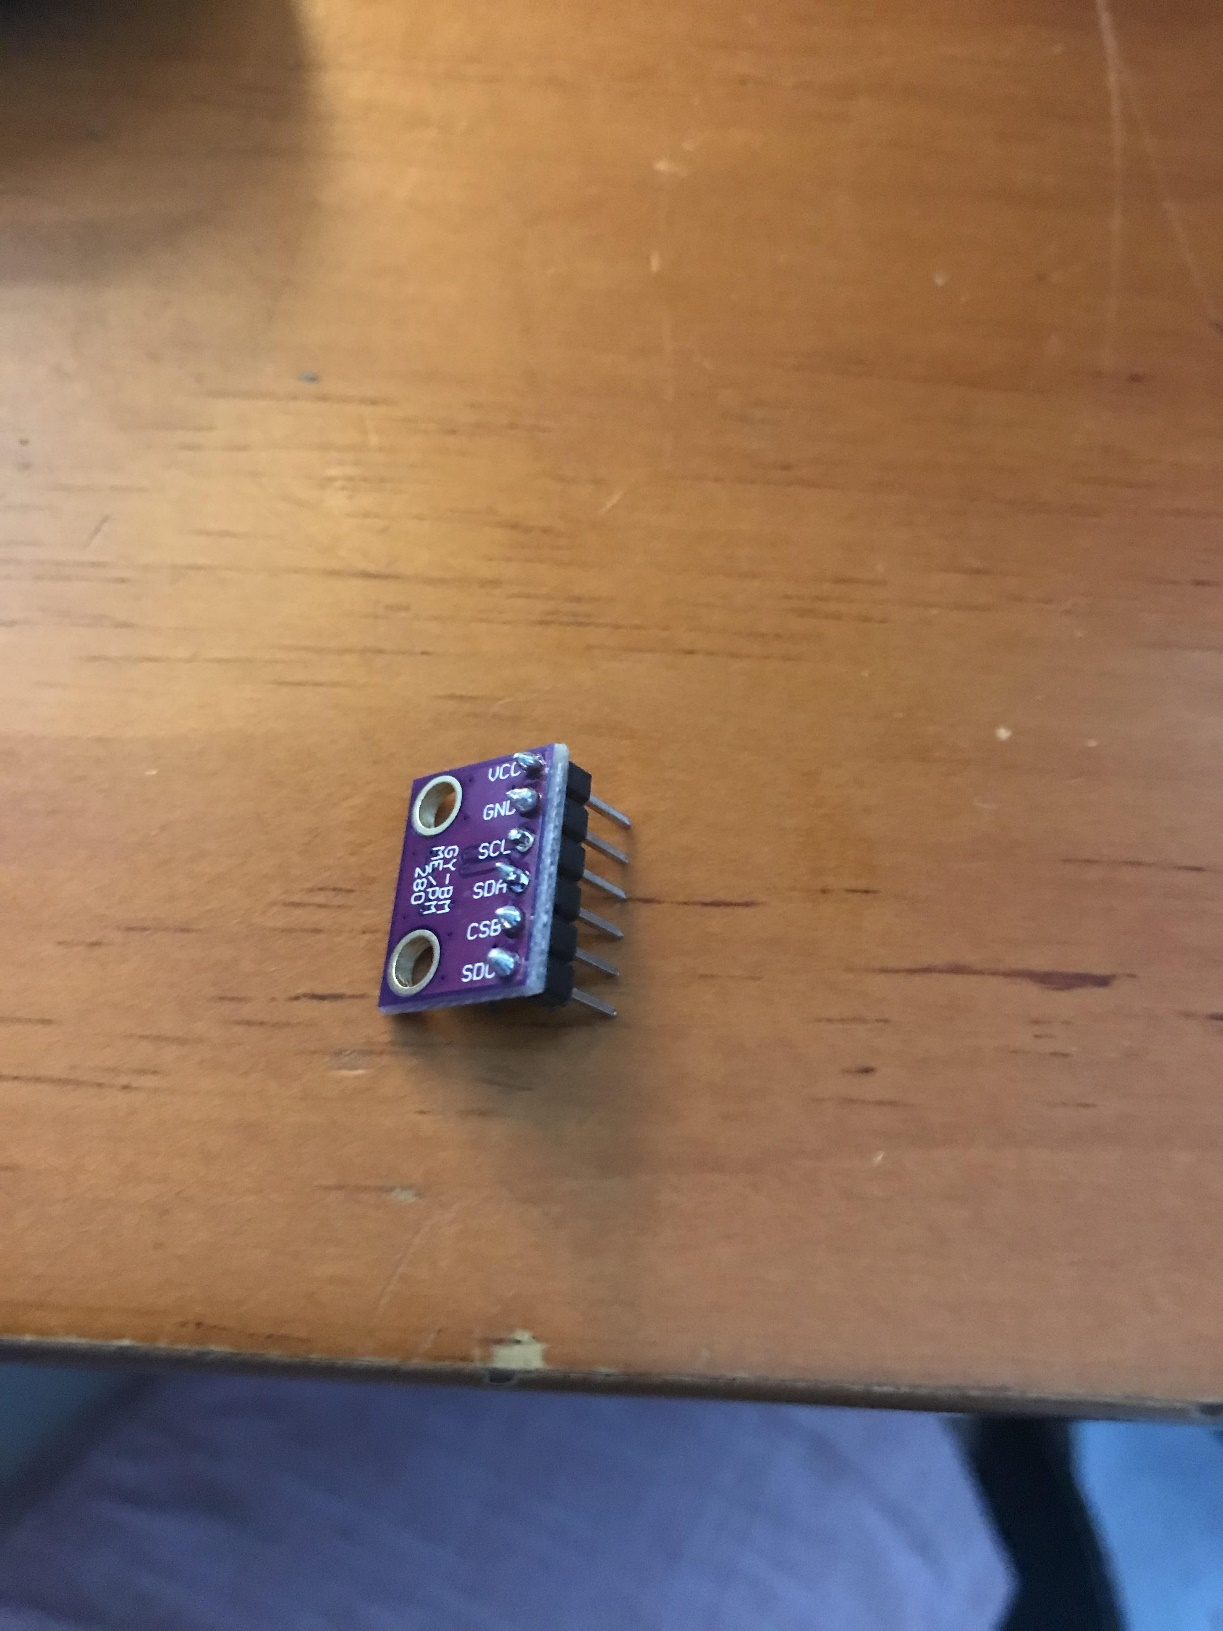 VCC
GND
SCL
SDA
CSB
SDO
GY-BM
ME/PM
280